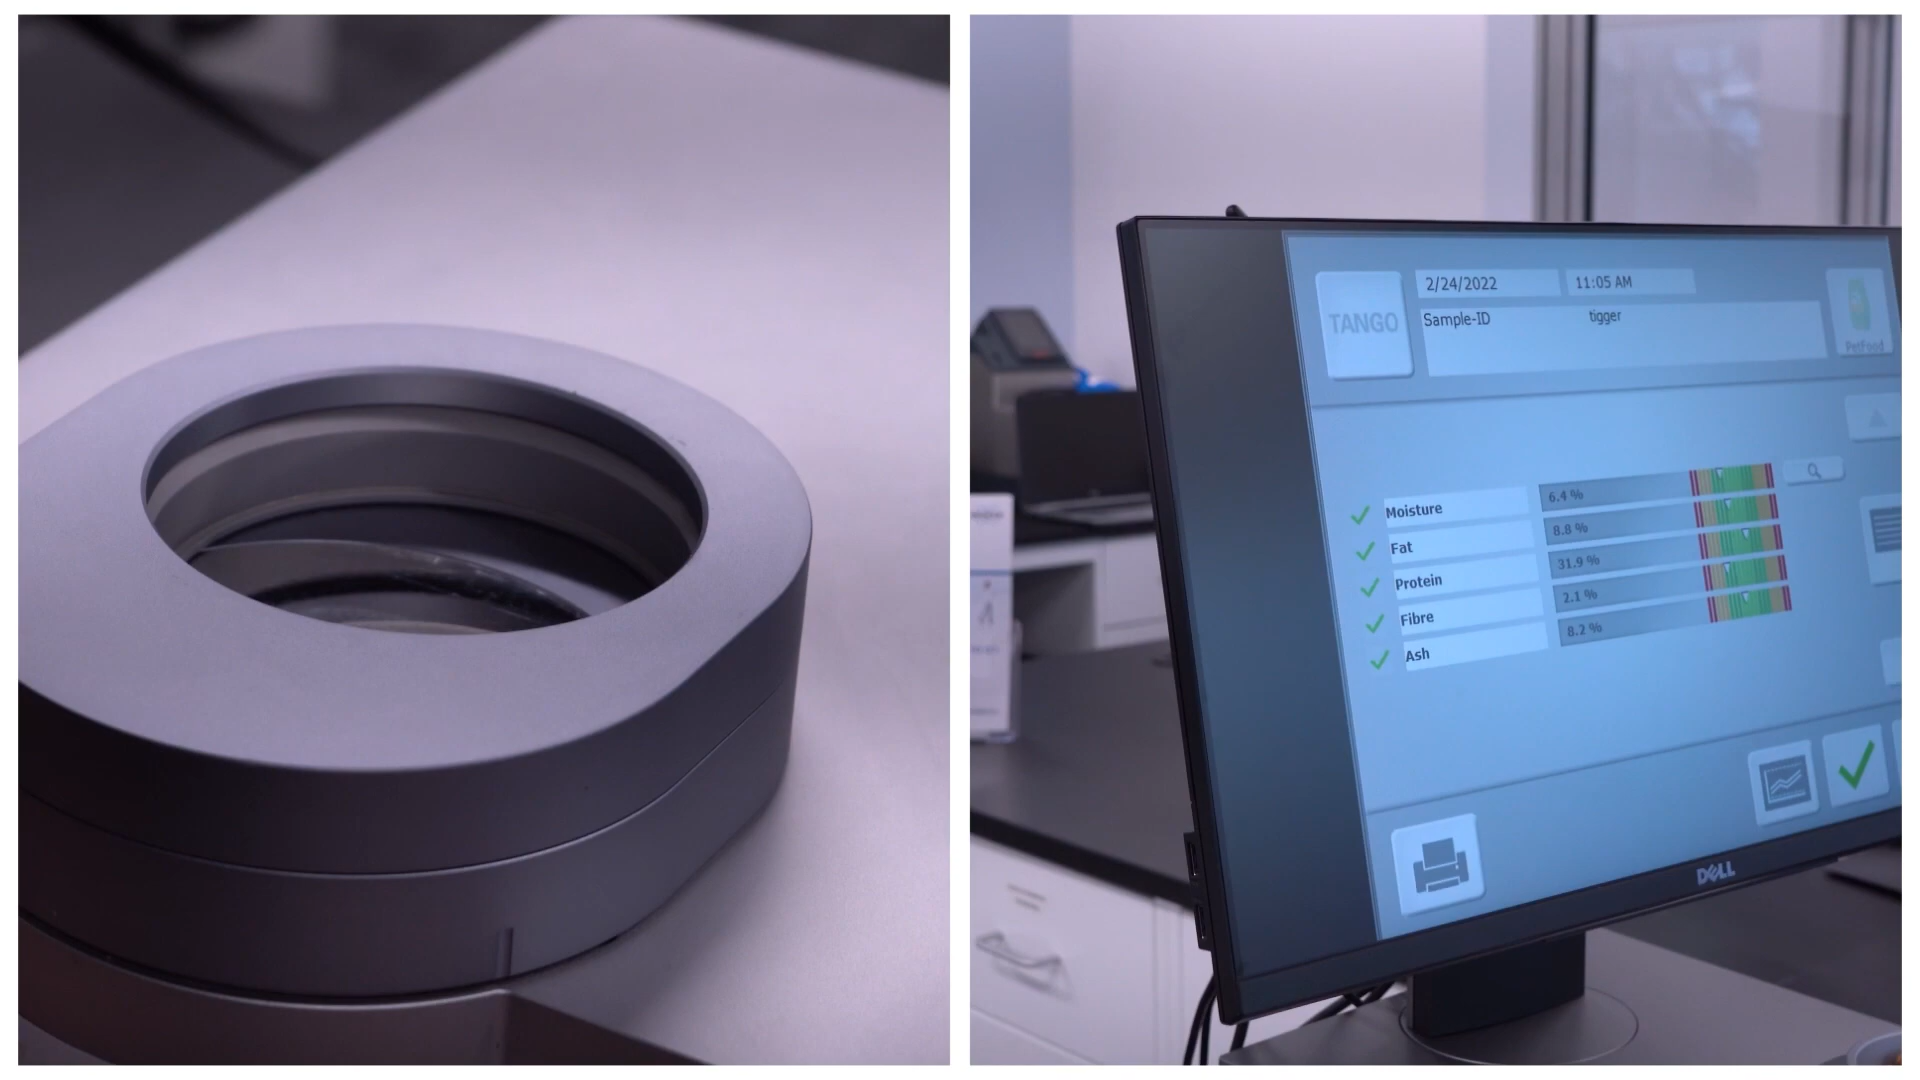 2/24/2022 11:05 AM
TANGO
Sample-ID tigger
PetFood
Moisture 6.4 %
Fat 8.8 %
Protein 31.9 %
Fibre 2.1 %
Ash 8.2 %
DELL